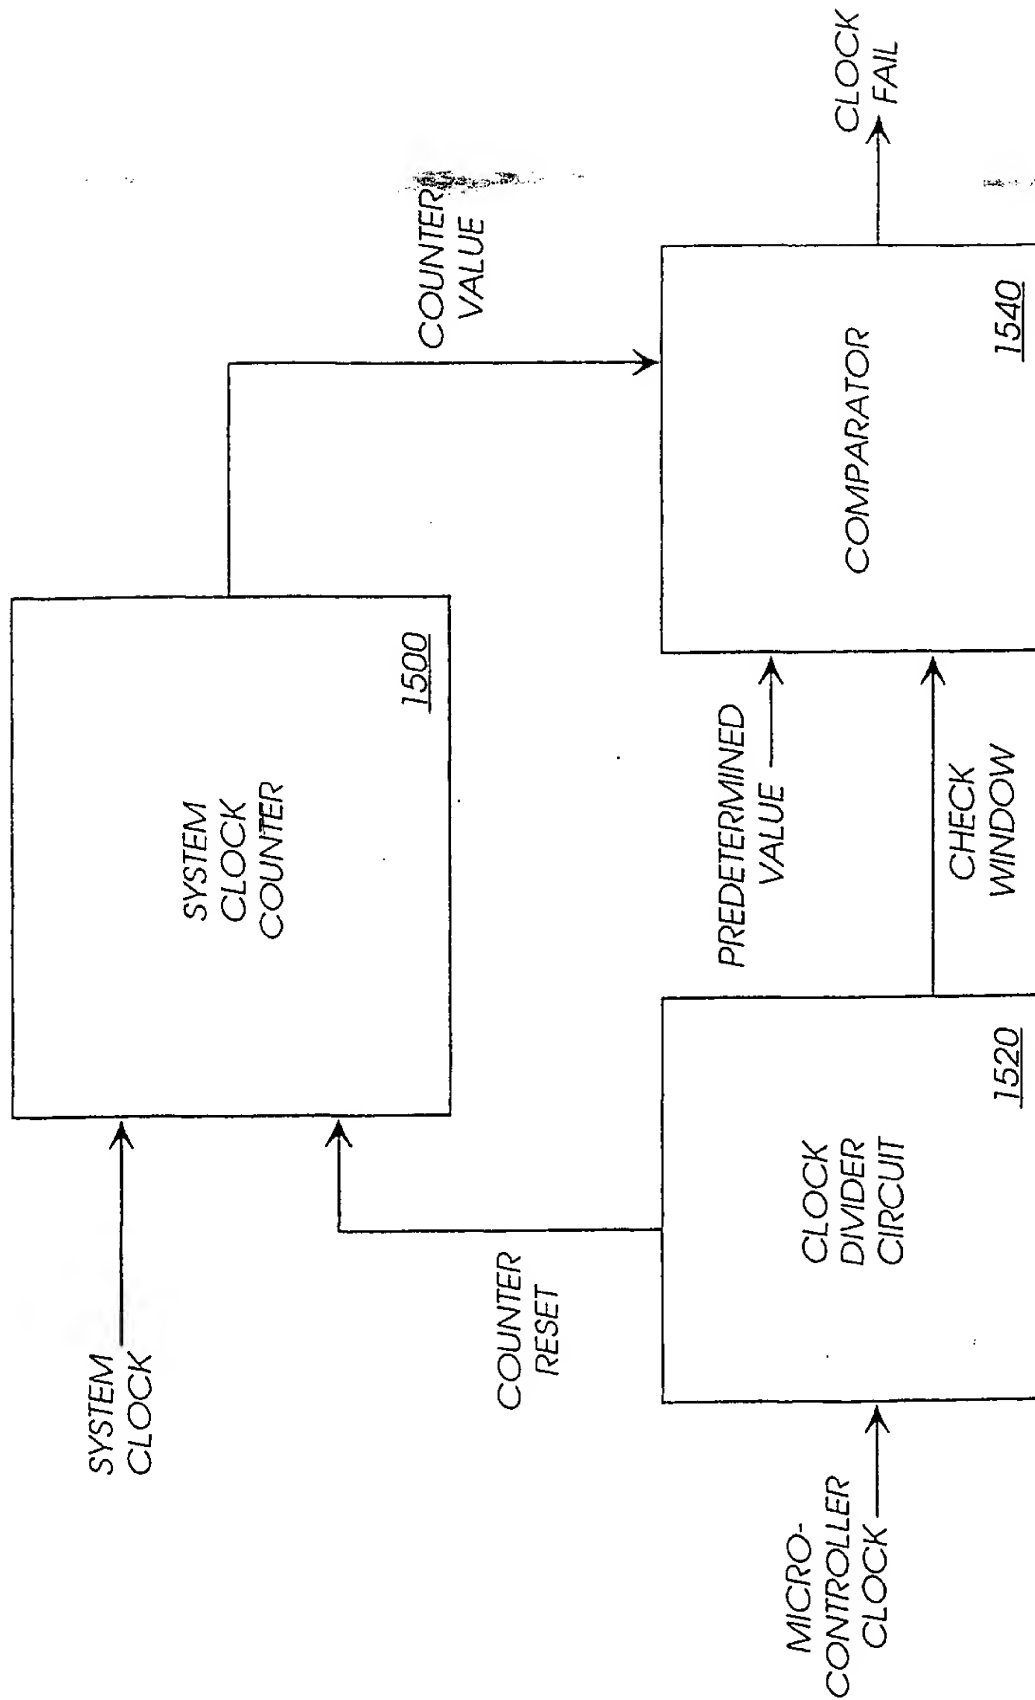 SYSTEM
CLOCK
SYSTEM
CLOCK
COUNTER
1500
COUNTER
VALUE
COUNTER
RESET
MICRO-
CONTROLLER
CLOCK
CLOCK
DIVIDER
CIRCUIT
1520
PREDETERMINED
VALUE
CHECK
WINDOW
COMPARATOR
1540
CLOCK
FAIL